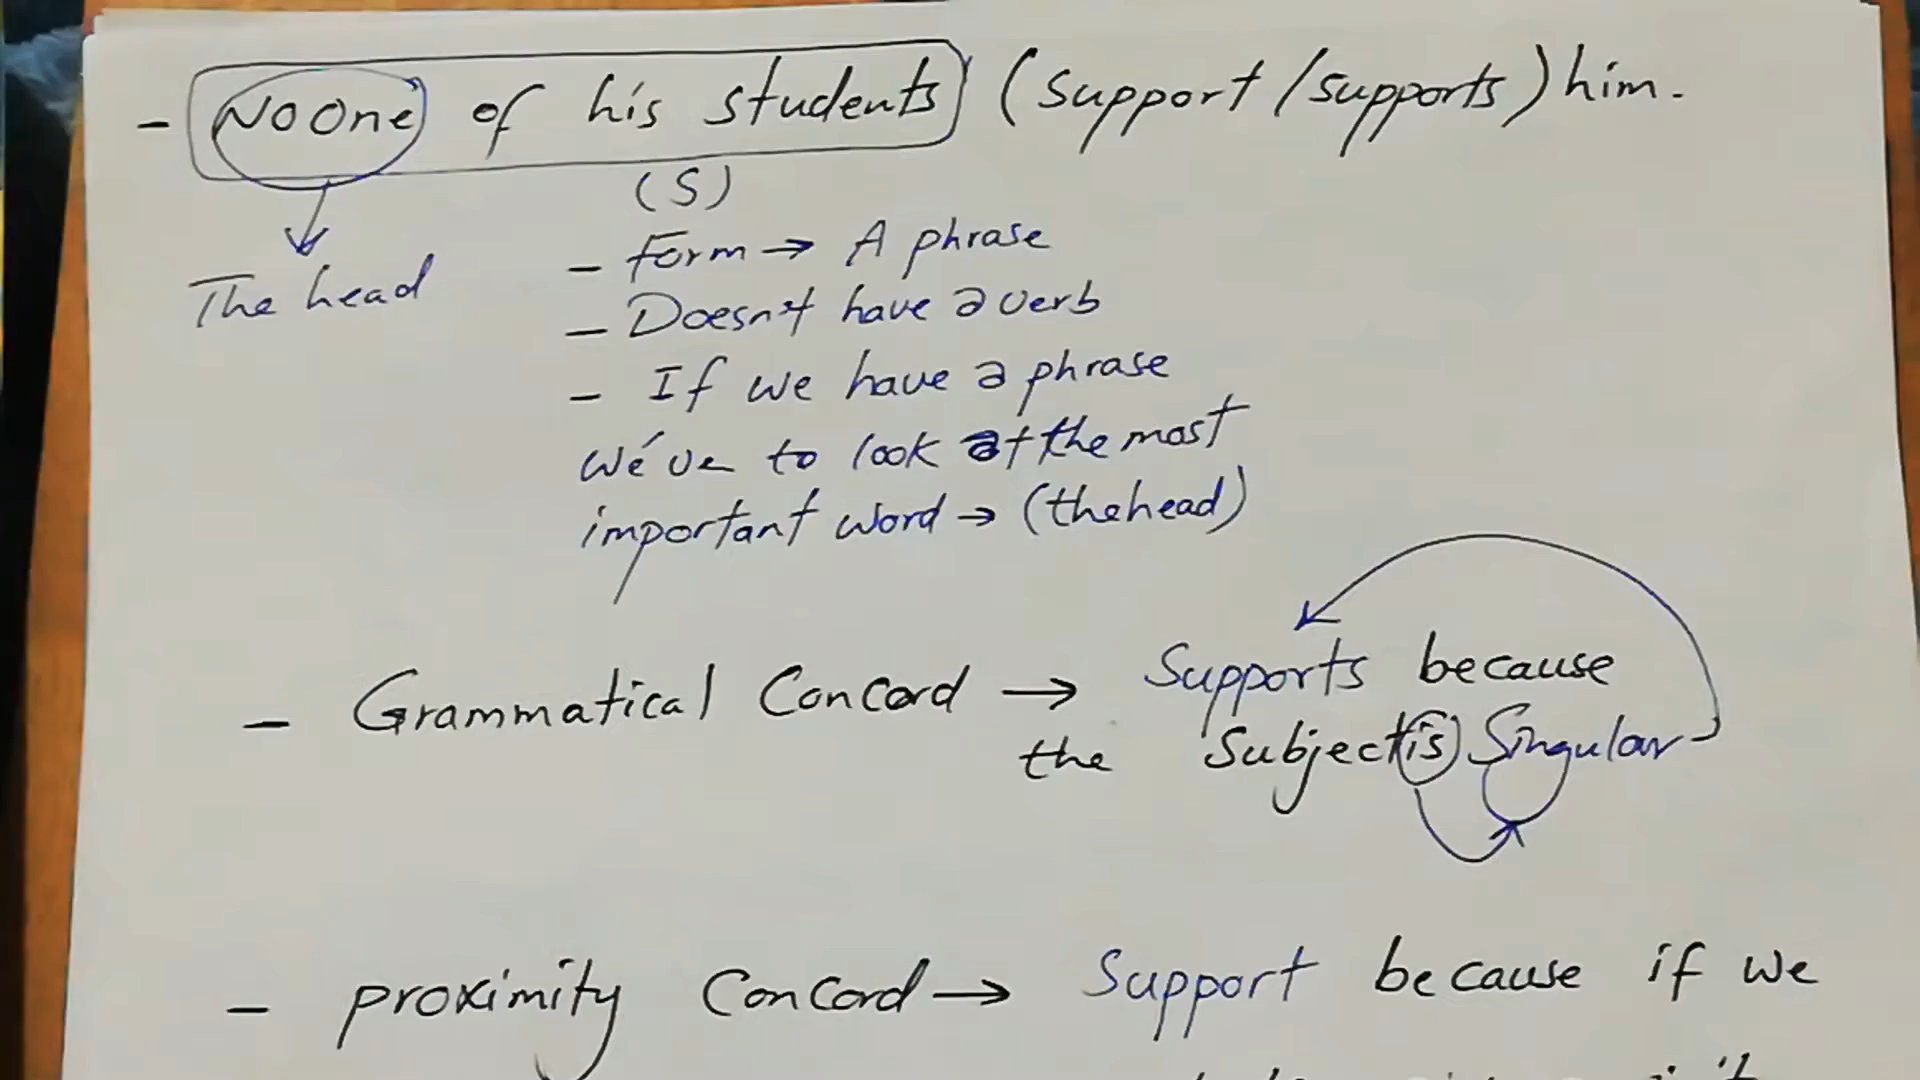 - No One of his students (support/supports) him.
(S)
The head
- Form → A phrase
- Doesn't have a verb
- If we have a phrase
we've to look at the most
important word → (the head)
- Grammatical Concord → Supports because
the Subject is Singular
- proximity Concord → Support because if we